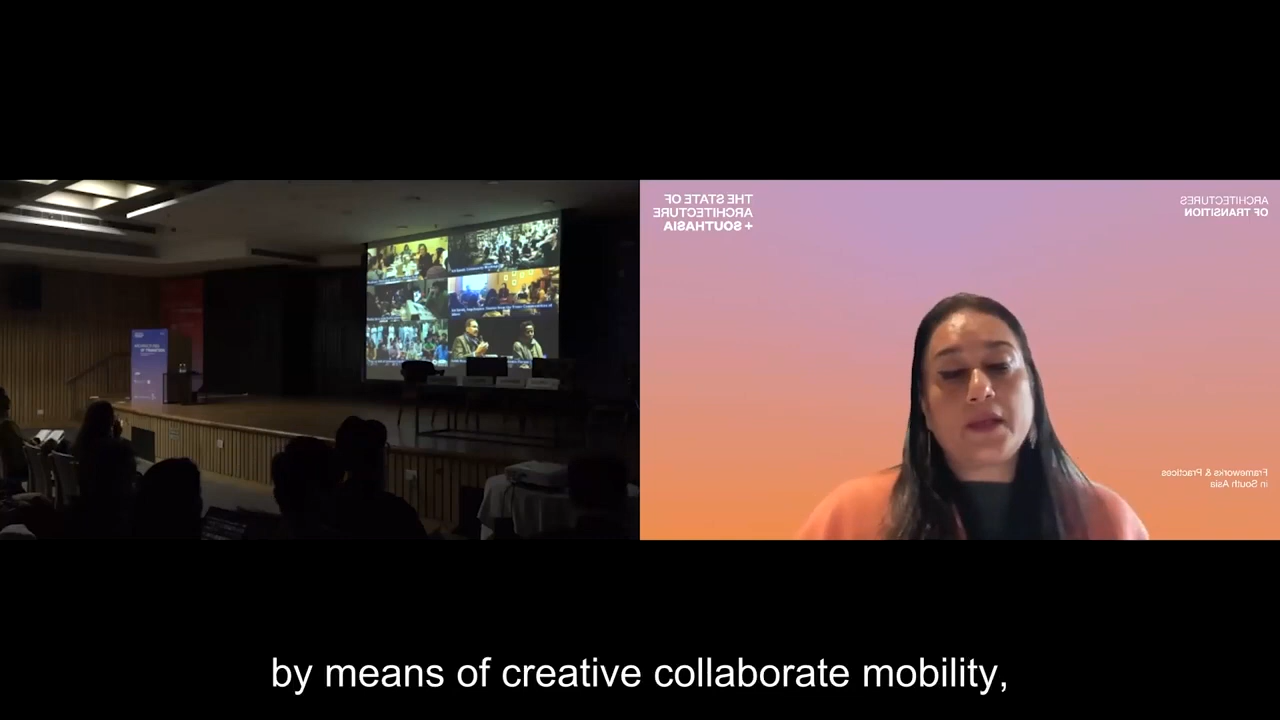 THE STATE OF
ARCHITECTURE
+ SOUTHASIA
ARCHITECTURES
OF TRANSITION
Frameworks & Practices
in South Asia
by means of creative collaborate mobility,